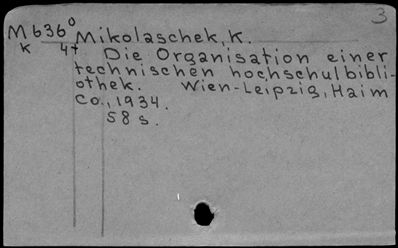 3
M636° Mikolaschek, K.
k 4+ Die Organisation einer
technischen hochschulbibli-
othek. Wien-Leipzig, Haim
Co., 1934.
58 s.